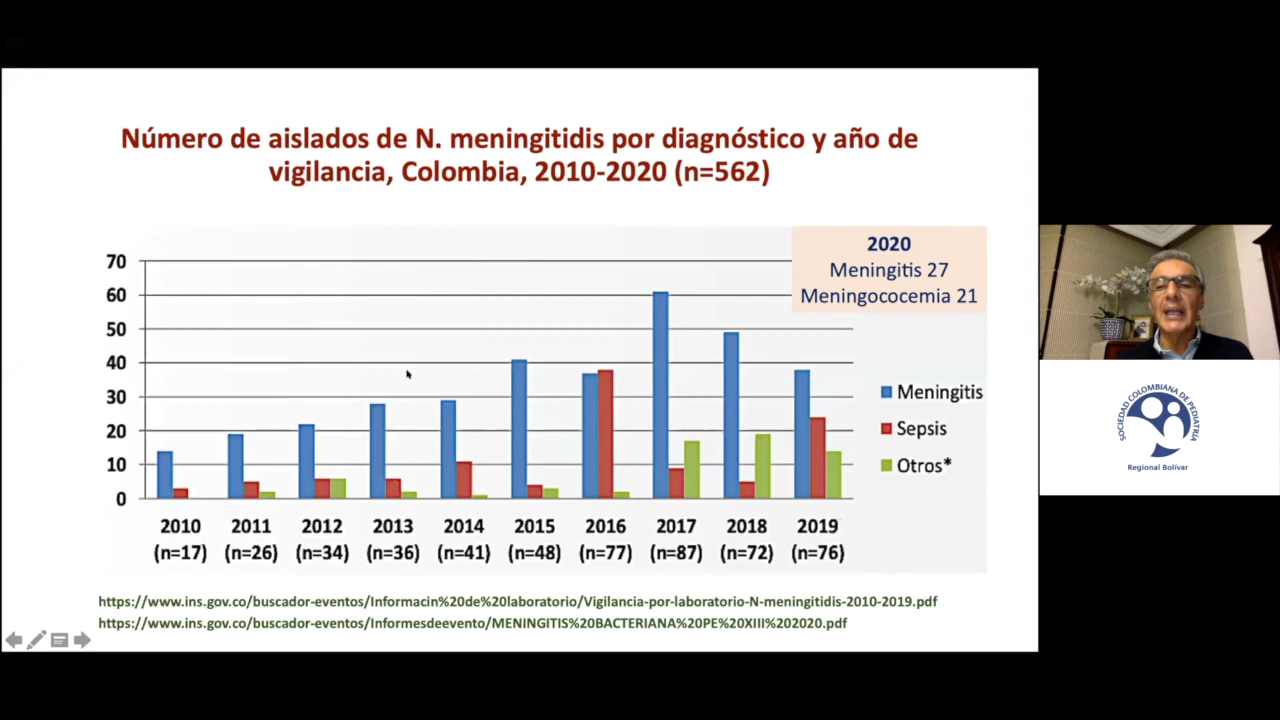 Número de aislados de N. meningitidis por diagnóstico y año de
vigilancia, Colombia, 2010-2020 (n=562)
2020
Meningitis 27
Meningococemia 21
70
60
50
40
30
20
10
0
Meningitis
Sepsis
Otros*
2010 2011 2012 2013 2014 2015 2016 2017 2018 2019
(n=17) (n=26) (n=34) (n=36) (n=41) (n=48) (n=77) (n=87) (n=72) (n=76)
https://www.ins.gov.co/buscador-eventos/Informacin%20de%20laboratorio/Vigilancia-por-laboratorio-N-meningitidis-2010-2019.pdf
https://www.ins.gov.co/buscador-eventos/Informesdeevento/MENINGITIS%20BACTERIANA%20PE%20XIII%202020.pdf
SOCIEDAD COLOMBIANA DE PEDIATRÍA
Regional Bolívar